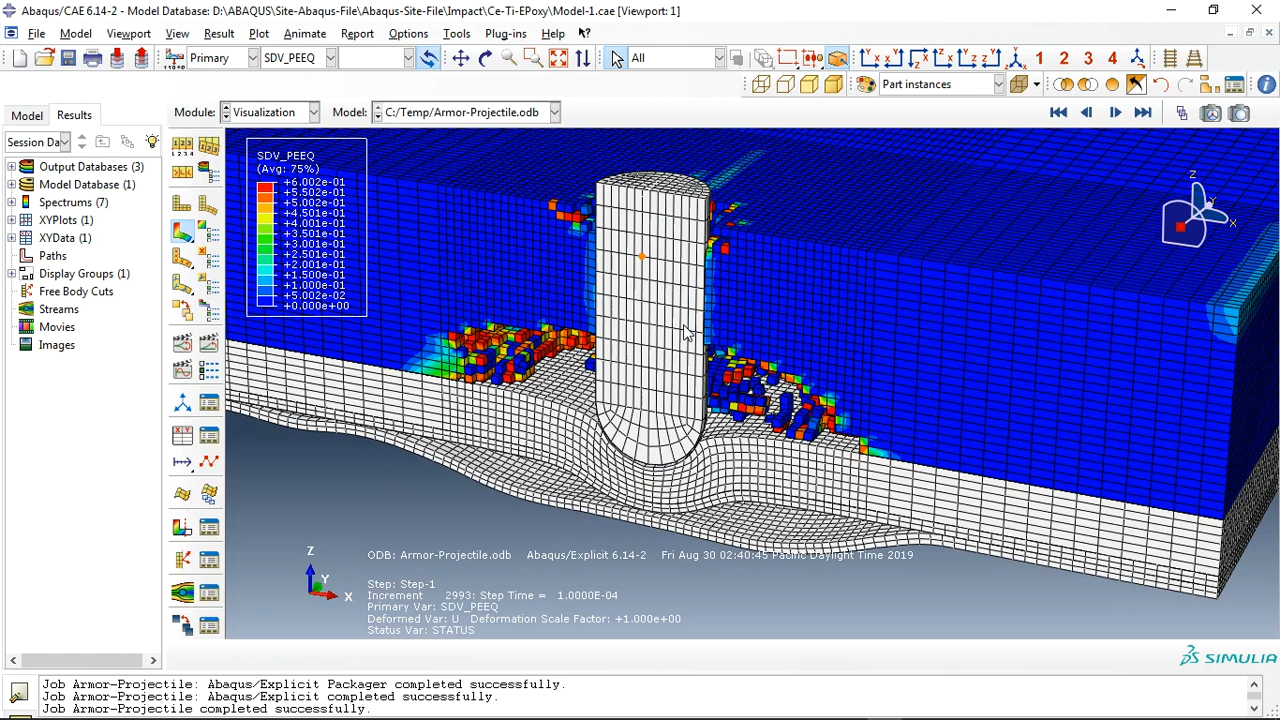 Abaqus/CAE 6.14-2 - Model Database: D:\ABAQUS\Site-Abaqus-File\Abaqus-Site-File\Impact\Ce-Ti-EPoxy\Model-1.cae [Viewport: 1]
File Model Viewport View Result Plot Animate Report Options Tools Plug-ins Help
Primary SDV_PEEQ All 1 2 3 4
Part instances
Model Results Module: Visualization Model: C:/Temp/Armor-Projectile.odb
Session Da
Output Databases (3)
Model Database (1)
Spectrums (7)
XYPlots (1)
XYData (1)
Paths
Display Groups (1)
Free Body Cuts
Streams
Movies
Images
SDV_PEEQ
(Avg: 75%)
+6.002e-01
+5.502e-01
+5.002e-01
+4.501e-01
+4.001e-01
+3.501e-01
+3.001e-01
+2.501e-01
+2.001e-01
+1.500e-01
+1.000e-01
+5.002e-02
+0.000e+00
Z
Y
X
Z
Y
X
ODB: Armor-Projectile.odb Abaqus/Explicit 6.14-2 Fri Aug 30 02:40:45 Pacific Daylight Time 2019
Step: Step-1
Increment 2993: Step Time = 1.0000E-04
Primary Var: SDV_PEEQ
Deformed Var: U Deformation Scale Factor: +1.000e+00
Status Var: STATUS
SIMULIA
Job Armor-Projectile: Abaqus/Explicit Packager completed successfully.
Job Armor-Projectile: Abaqus/Explicit completed successfully.
Job Armor-Projectile completed successfully.